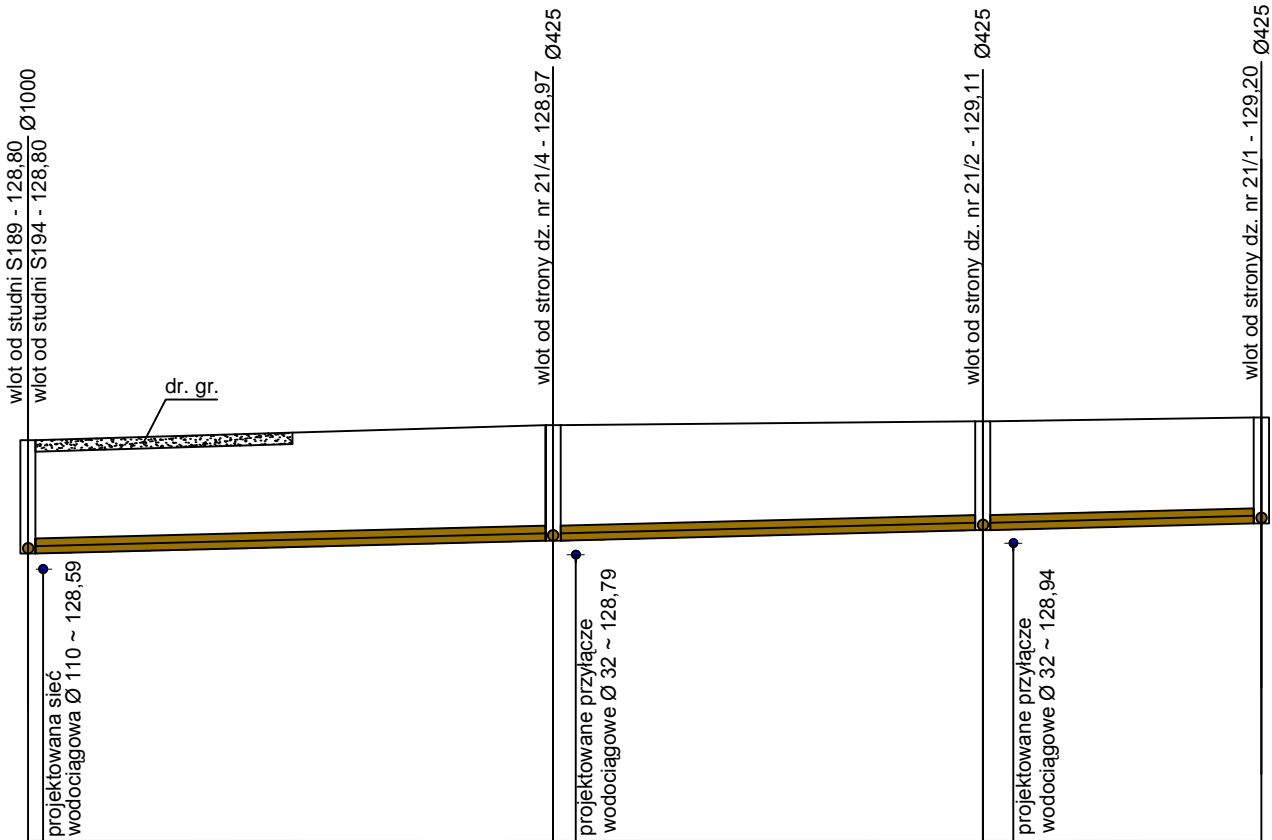 wlot od studni S189 - 128,80
wlot od studni S194 - 128,80
Ø1000
wlot od strony dz. nr 21/4 - 128,97
Ø425
wlot od strony dz. nr 21/2 - 129,11
Ø425
wlot od strony dz. nr 21/1 - 129,20
Ø425
dr. gr.
projektowana sieć
wodociągowa Ø 110 ~ 128,59
projektowane przyłącze
wodociągowe Ø 32 ~ 128,79
projektowane przyłącze
wodociągowe Ø 32 ~ 128,94